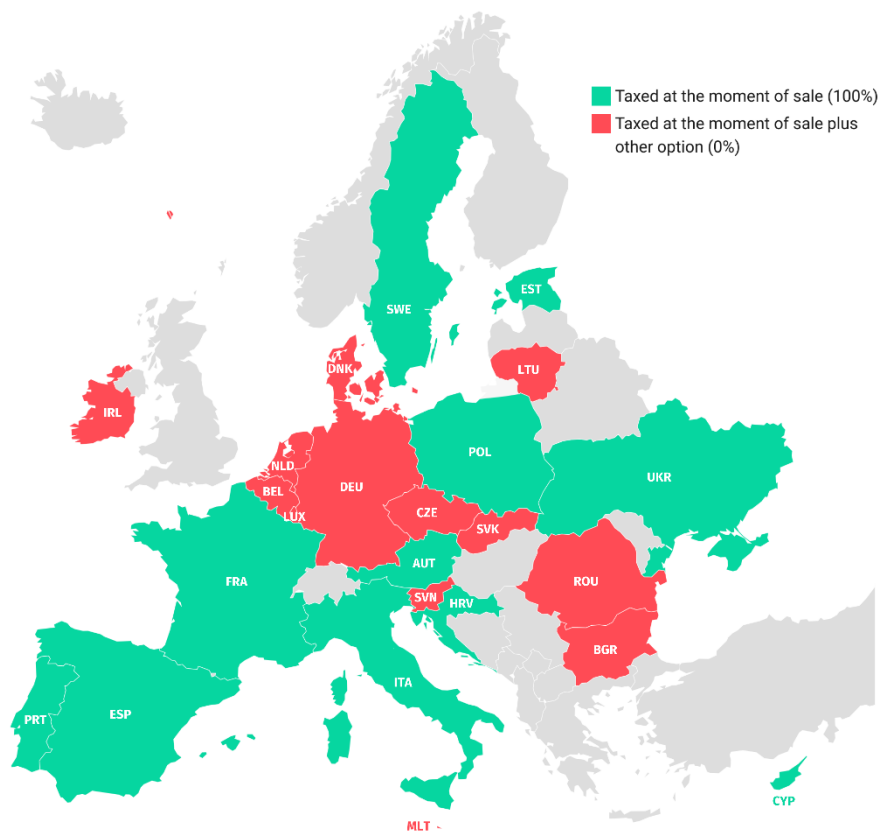 Taxed at the moment of sale (100%)
Taxed at the moment of sale plus
other option (0%)
EST
SWE
DNK
LTU
IRL
POL
NLD
UKR
DEU
BEL
CZE
LUX
SVK
AUT
FRA
ROU
SVN
HRV
BGR
ITA
ESP
PRT
CYP
MLT